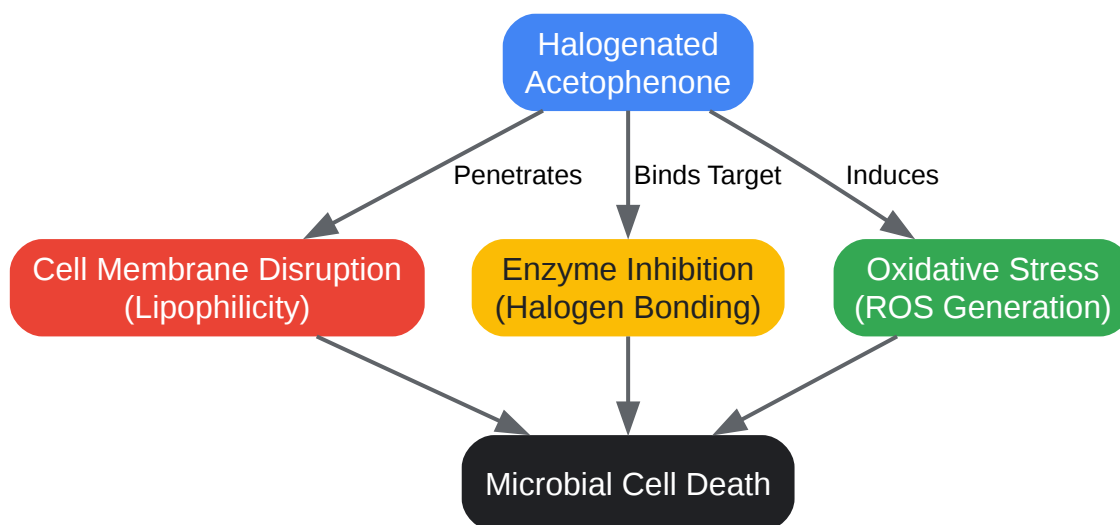 Halogenated
Acetophenone
Penetrates
Binds Target
Induces
Cell Membrane Disruption
(Lipophilicity)
Enzyme Inhibition
(Halogen Bonding)
Oxidative Stress
(ROS Generation)
Microbial Cell Death